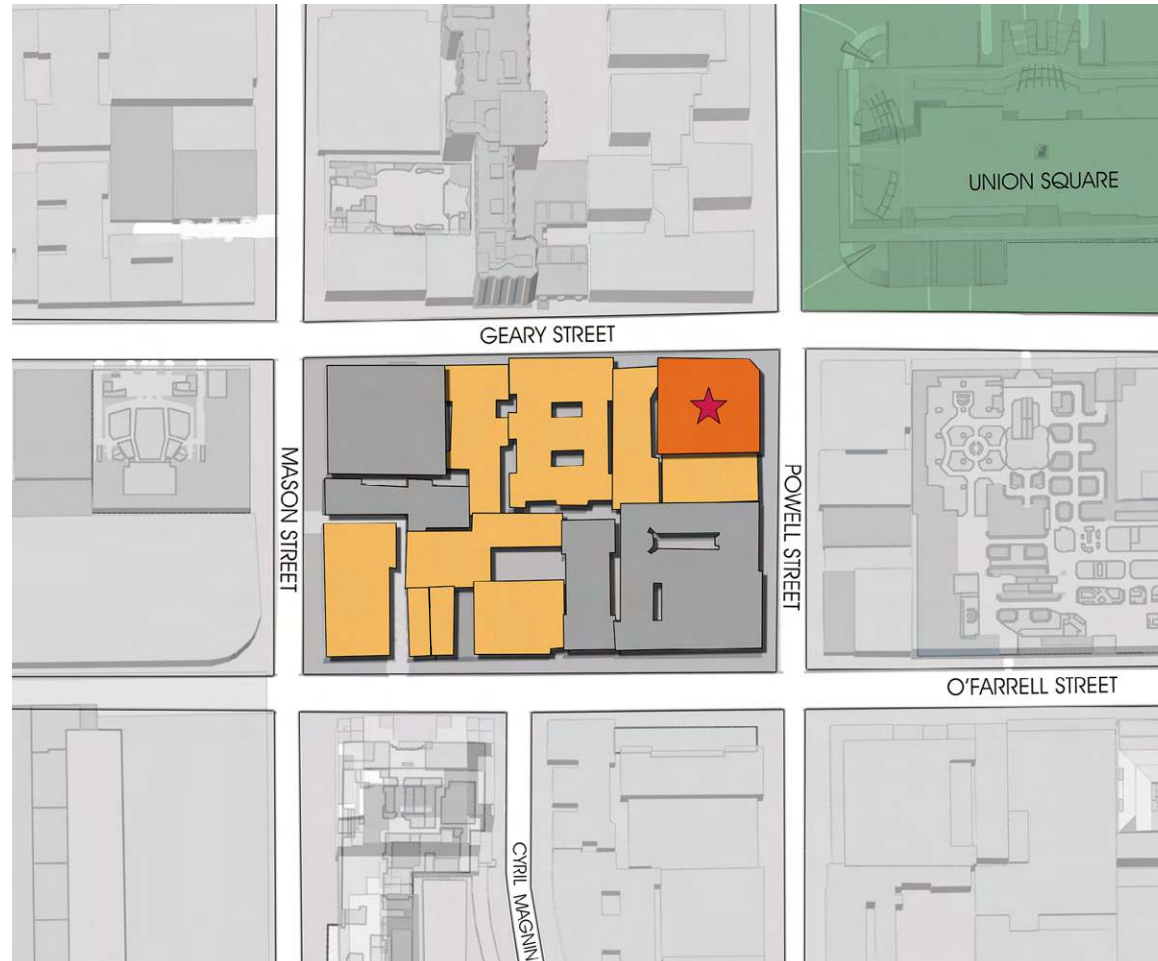 UNION SQUARE
GEARY STREET
MASON STREET
POWELL STREET
O'FARRELL STREET
CYRIL MAGNIN